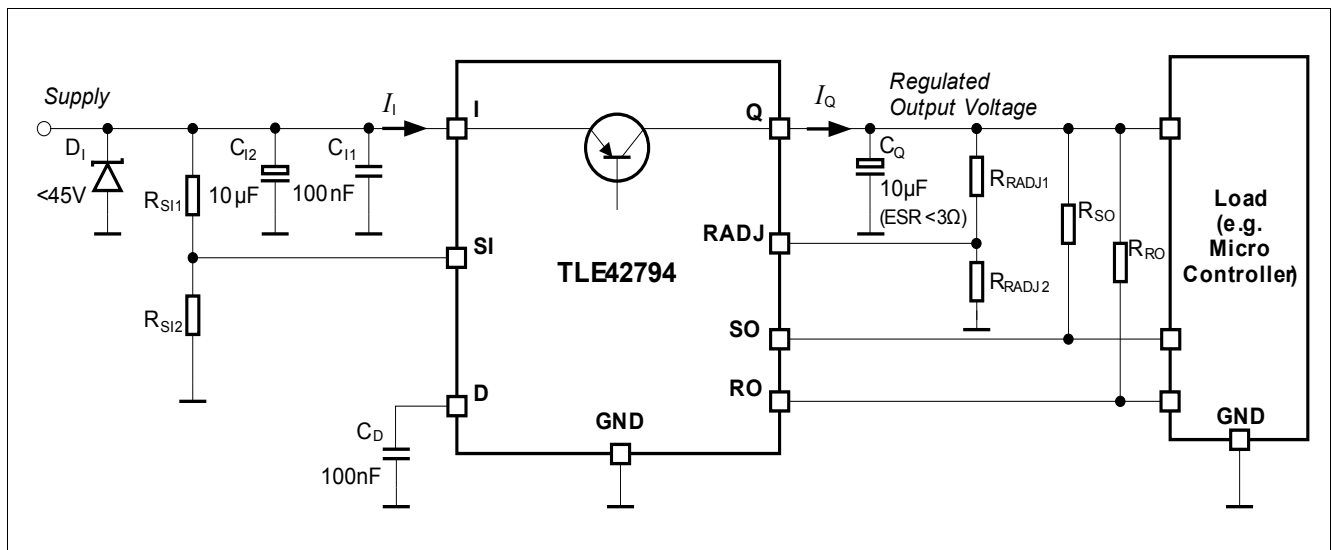 Supply
D_I
<45V
R_SI1
R_SI2
C_I2
10µF
C_I1
100nF
I_I
I
SI
D
C_D
100nF
TLE42794
GND
Q
RADJ
SO
RO
I_Q
Regulated
Output Voltage
C_Q
10µF
(ESR<3Ω)
R_RADJ1
R_RADJ2
R_SO
R_RO
Load
(e.g.
Micro
Controller)
GND